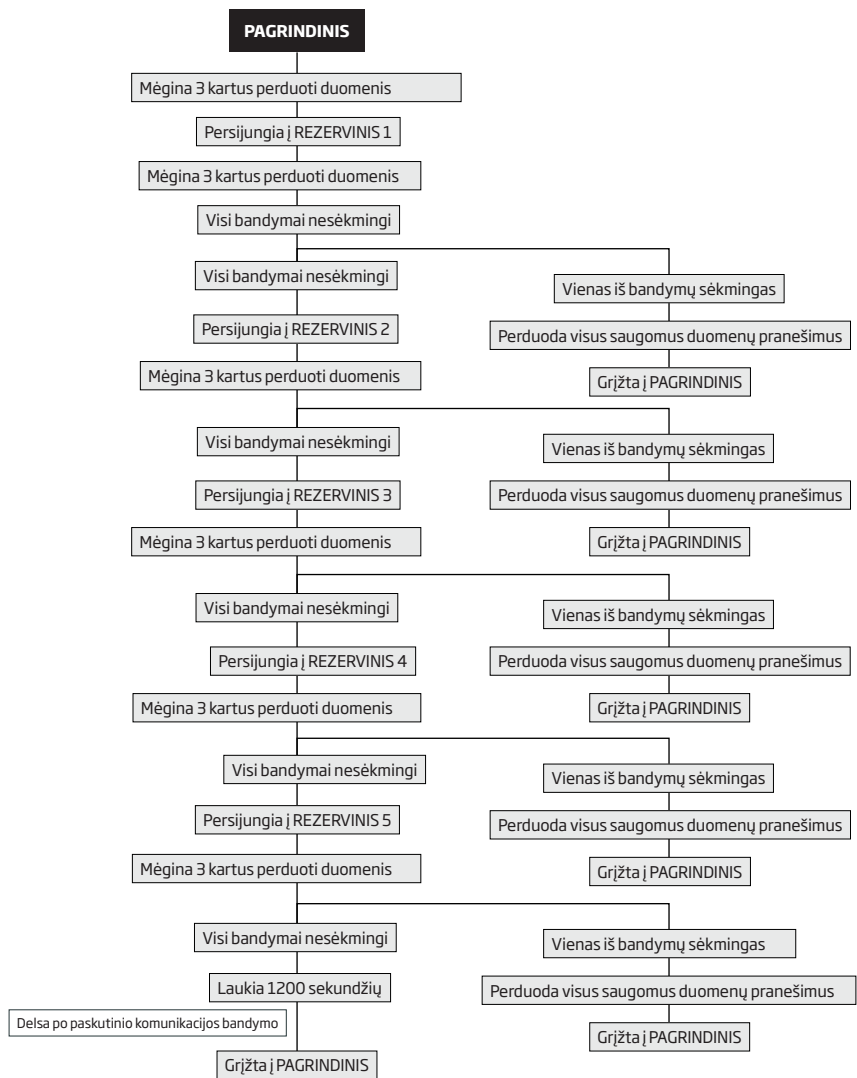 PAGRINDINIS
Mėgina 3 kartus perduoti duomenis
Persijungia į REZERVINIS 1
Mėgina 3 kartus perduoti duomenis
Visi bandymai nesėkmingi
Visi bandymai nesėkmingi
Vienas iš bandymų sėkmingas
Persijungia į REZERVINIS 2
Perduoda visus saugomus duomenų pranešimus
Mėgina 3 kartus perduoti duomenis
Grįžta į PAGRINDINIS
Visi bandymai nesėkmingi
Vienas iš bandymų sėkmingas
Persijungia į REZERVINIS 3
Perduoda visus saugomus duomenų pranešimus
Mėgina 3 kartus perduoti duomenis
Grįžta į PAGRINDINIS
Visi bandymai nesėkmingi
Vienas iš bandymų sėkmingas
Persijungia į REZERVINIS 4
Perduoda visus saugomus duomenų pranešimus
Mėgina 3 kartus perduoti duomenis
Grįžta į PAGRINDINIS
Visi bandymai nesėkmingi
Vienas iš bandymų sėkmingas
Persijungia į REZERVINIS 5
Perduoda visus saugomus duomenų pranešimus
Mėgina 3 kartus perduoti duomenis
Grįžta į PAGRINDINIS
Visi bandymai nesėkmingi
Vienas iš bandymų sėkmingas
Laukia 1200 sekundžių
Perduoda visus saugomus duomenų pranešimus
Delsa po paskutinio komunikacijos bandymo
Grįžta į PAGRINDINIS
Grįžta į PAGRINDINIS